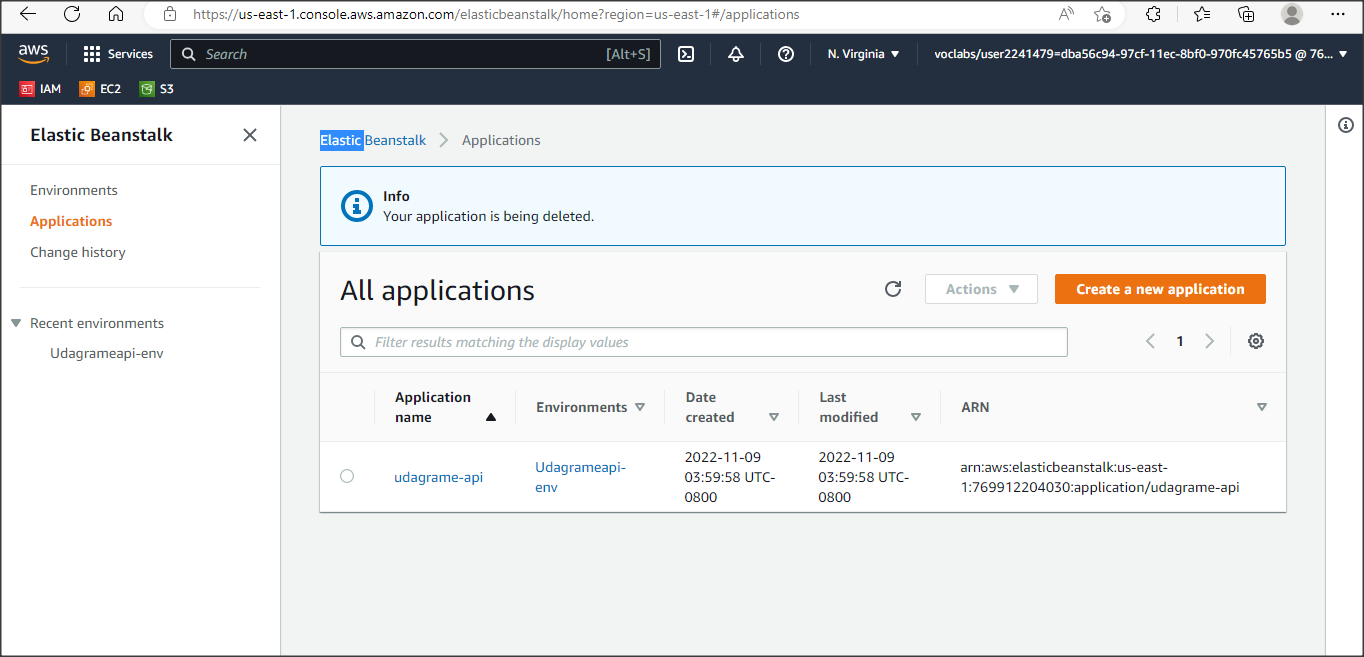 https://us-east-1.console.aws.amazon.com/elasticbeanstalk/home?region=us-east-1#/applications
aws
Services
Search
[Alt+S]
N. Virginia
voclabs/user2241479=dba56c94-97cf-11ec-8bf0-970fc45765b5 @ 76...
IAM
EC2
S3
Elastic Beanstalk
Environments
Applications
Change history
Recent environments
Udagrameapi-env
Elastic Beanstalk
Applications
Info
Your application is being deleted.
All applications
Actions
Create a new application
Filter results matching the display values
1
Application
name
Environments
Date
created
Last
modified
ARN
udagrame-api
Udagrameapi-
env
2022-11-09
03:59:58 UTC-
0800
2022-11-09
03:59:58 UTC-
0800
arn:aws:elasticbeanstalk:us-east-
1:769912204030:application/udagrame-api